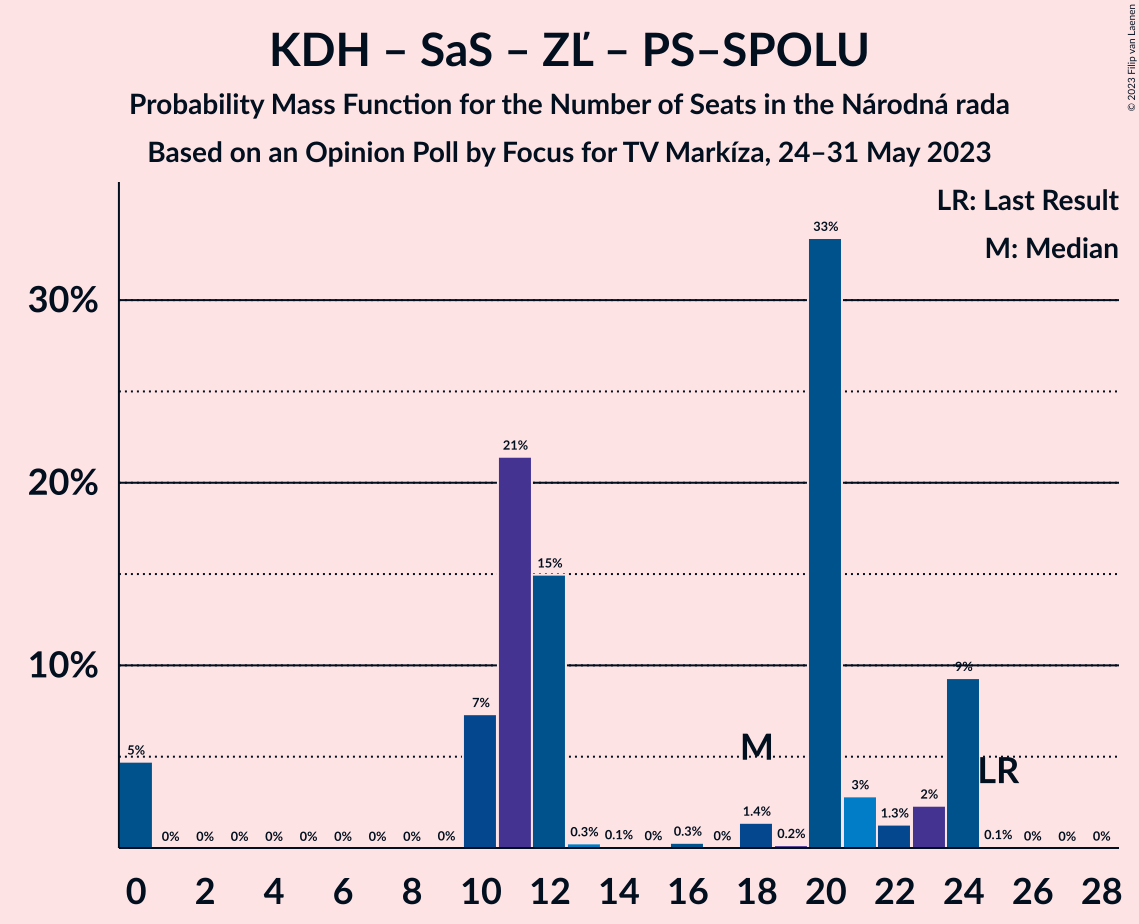 KDH – SaS – ZĽ – PS–SPOLU
Probability Mass Function for the Number of Seats in the Národná rada
Based on an Opinion Poll by Focus for TV Markíza, 24–31 May 2023
© 2023 Filip van Laenen
LR: Last Result
M: Median
33%
30%
21%
20%
15%
10%
9%
7%
5%
M
LR
3%
2%
1.4%
1.3%
0% 0% 0% 0% 0% 0% 0% 0% 0% 0.3% 0.1% 0% 0.3% 0% 0.2% 0.1% 0% 0% 0%
0 2 4 6 8 10 12 14 16 18 20 22 24 26 28